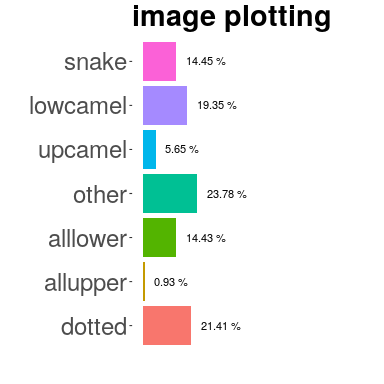 image plotting
snake 14.45 %
lowcamel 19.35 %
upcamel 5.65 %
other 23.78 %
alllower 14.43 %
allupper 0.93 %
dotted 21.41 %